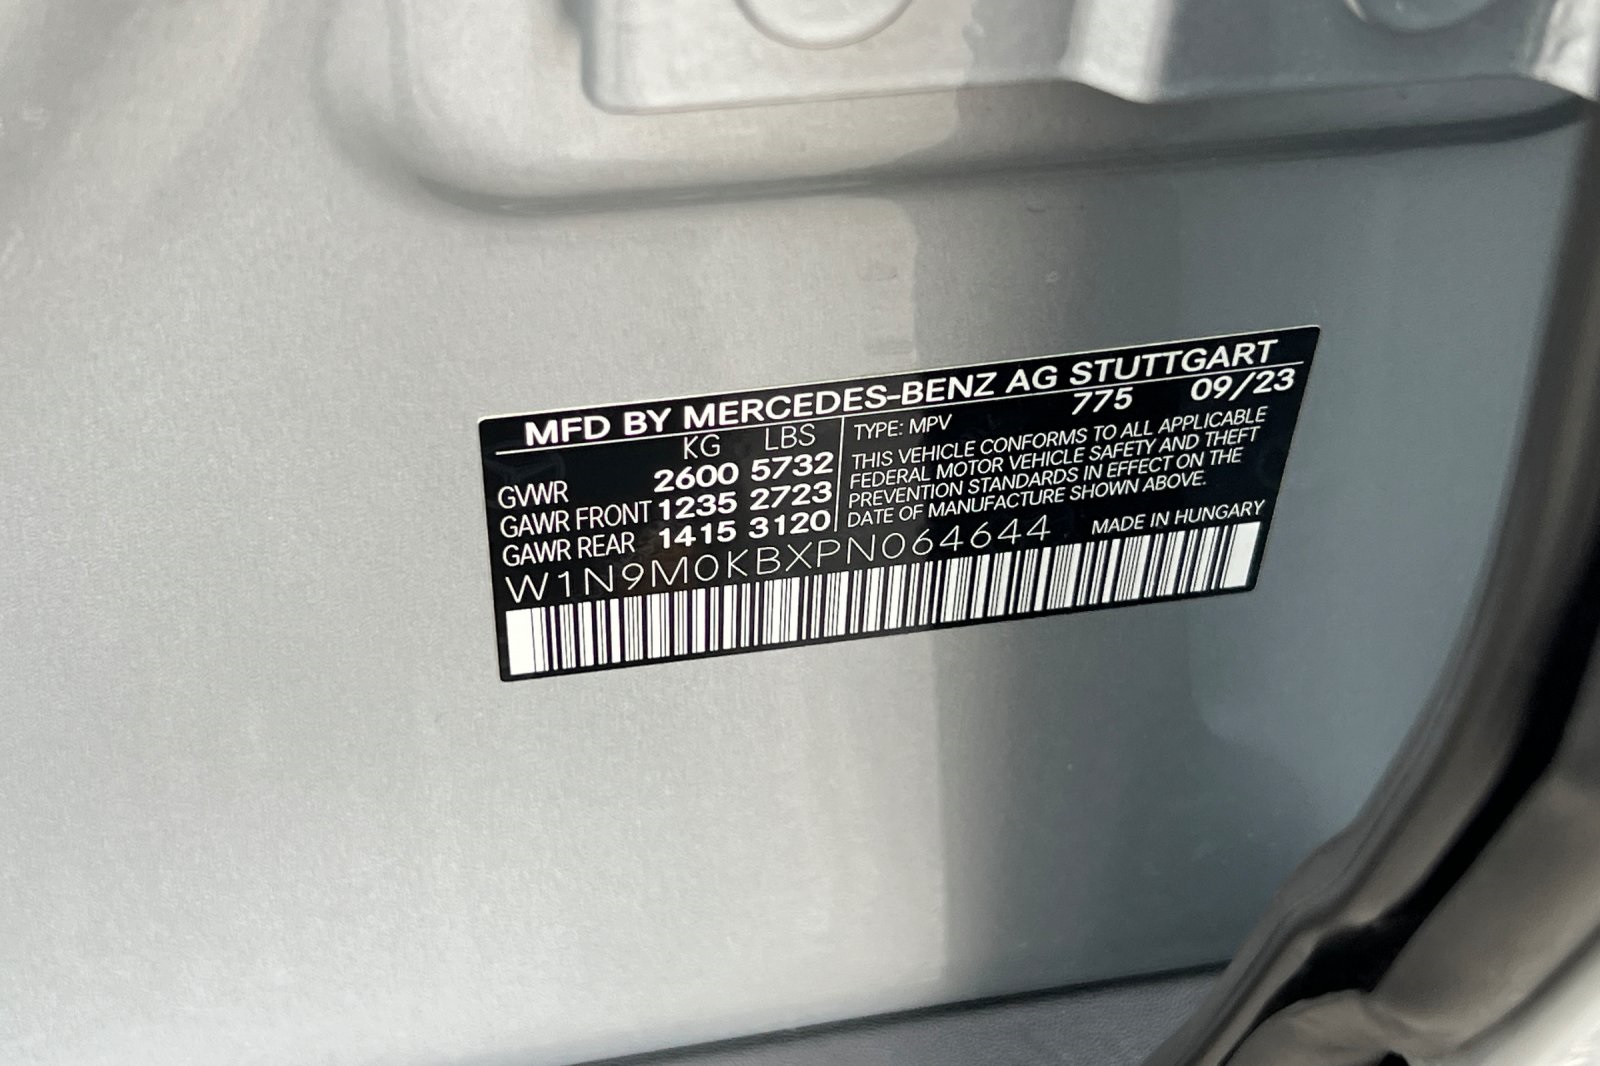 MFD BY MERCEDES-BENZ AG STUTTGART
775 09/23
KG LBS
GVWR 2600 5732
GAWR FRONT 1235 2723
GAWR REAR 1415 3120
TYPE: MPV
THIS VEHICLE CONFORMS TO ALL APPLICABLE
FEDERAL MOTOR VEHICLE SAFETY AND THEFT
PREVENTION STANDARDS IN EFFECT ON THE
DATE OF MANUFACTURE SHOWN ABOVE.
W1N9M0KBXPN064644
MADE IN HUNGARY